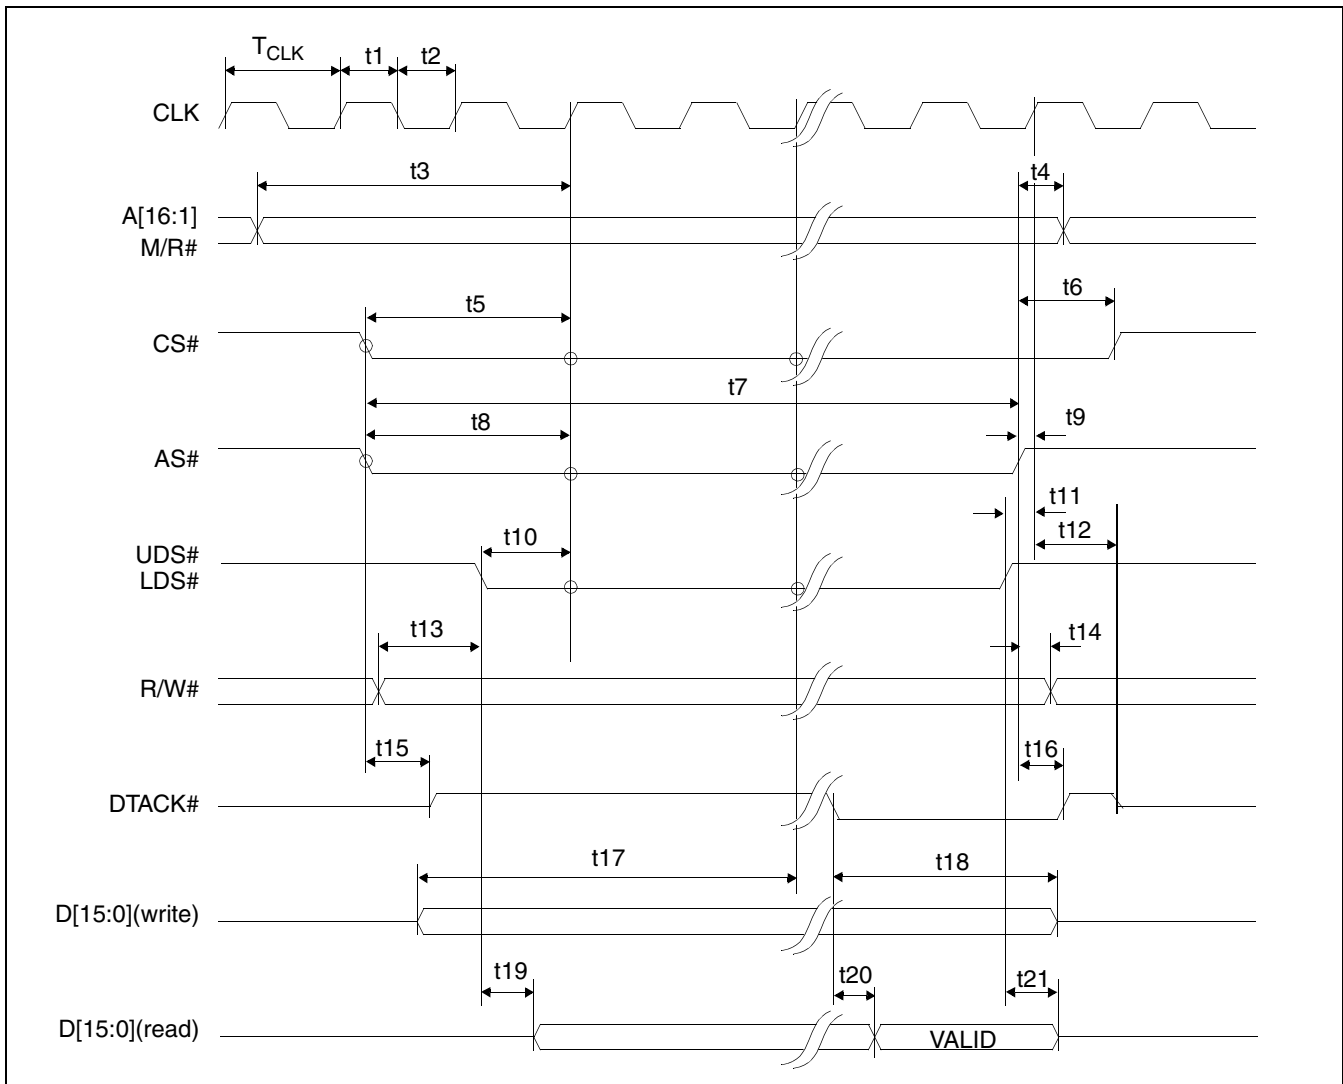 TCLK t1 t2
CLK
t3 t4
A[16:1]
M/R#
t5 t6
CS#
t7
t8 t9
AS#
t11
t10 t12
UDS#
LDS#
t13 t14
R/W#
t15 t16
DTACK#
t17 t18
D[15:0](write)
t19 t20 t21
D[15:0](read)
VALID